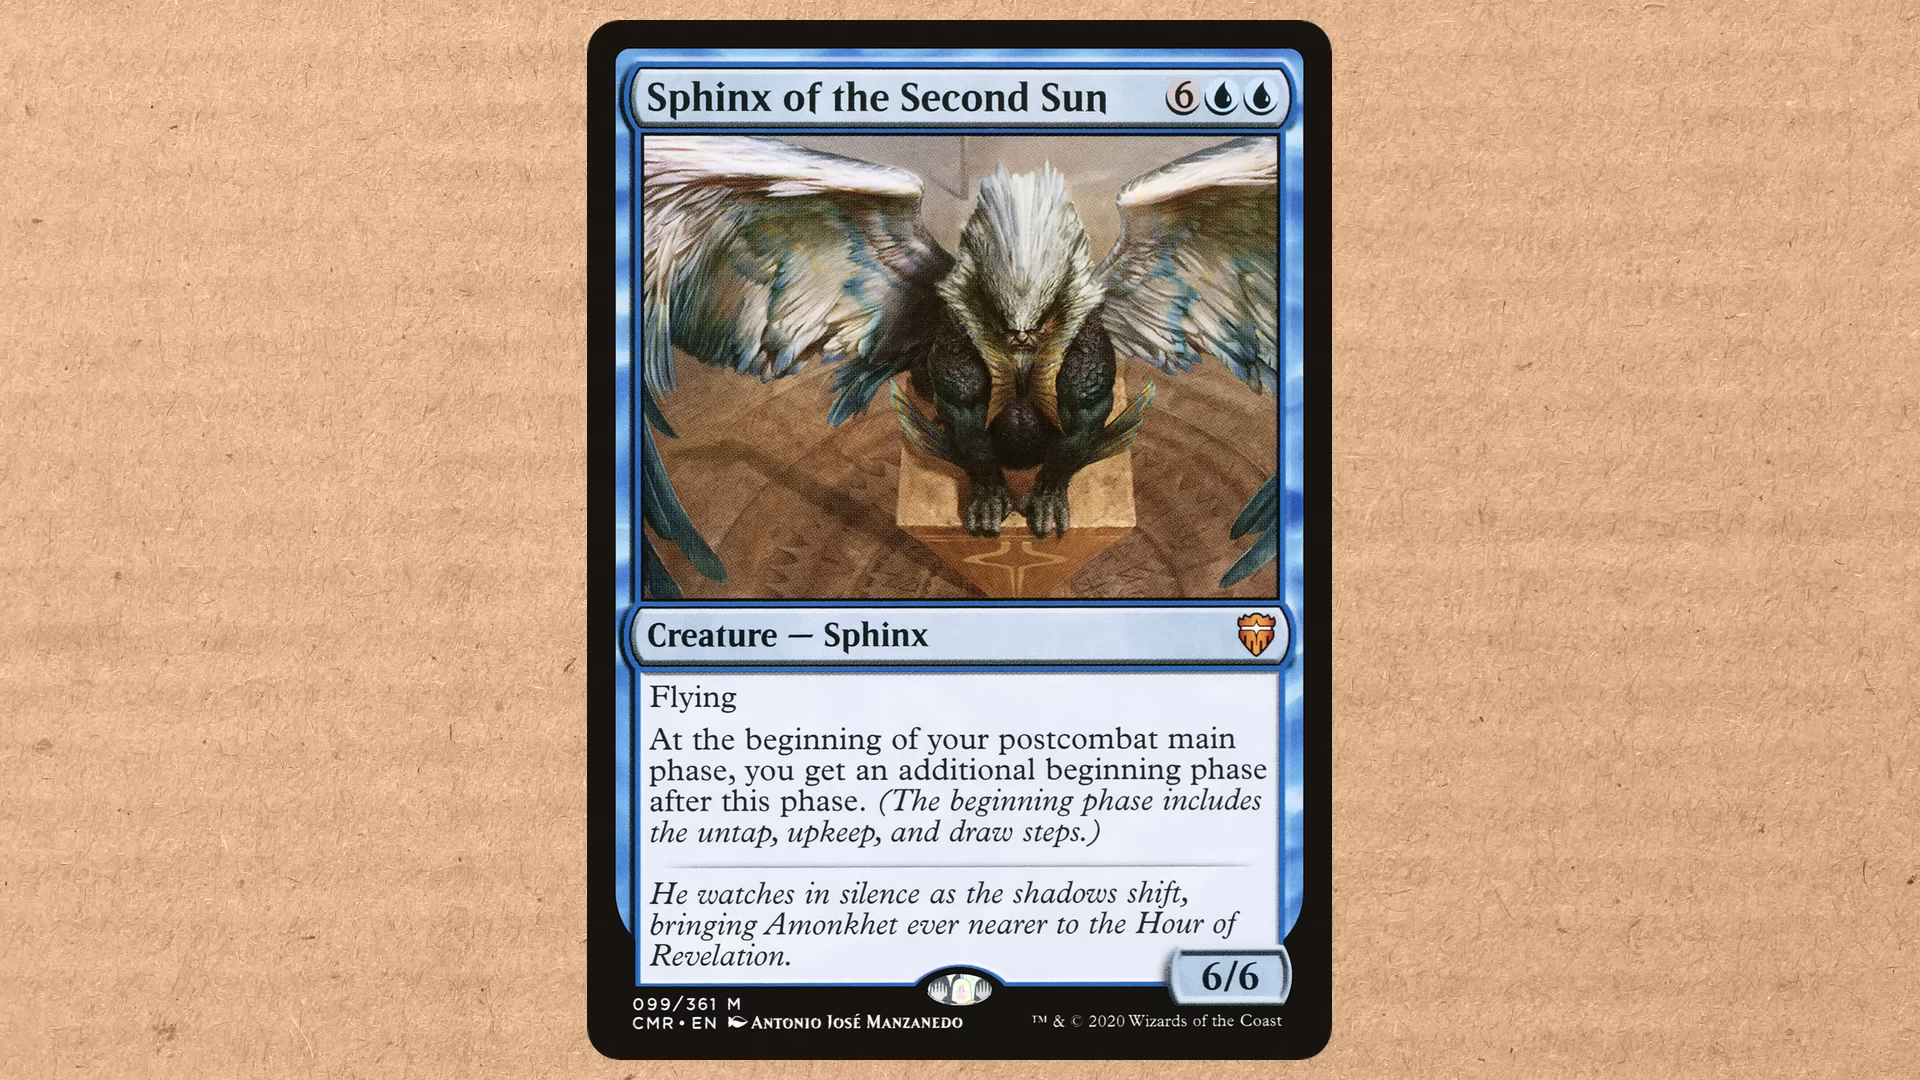 Sphinx of the Second Sun 6
Creature — Sphinx
Flying
At the beginning of your postcombat main
phase, you get an additional beginning phase
after this phase. (The beginning phase includes
the untap, upkeep, and draw steps.)
He watches in silence as the shadows shift,
bringing Amonkhet ever nearer to the Hour of
Revelation.
6/6
099/361 M
CMR • EN Antonio José Manzanedo
™ & © 2020 Wizards of the Coast